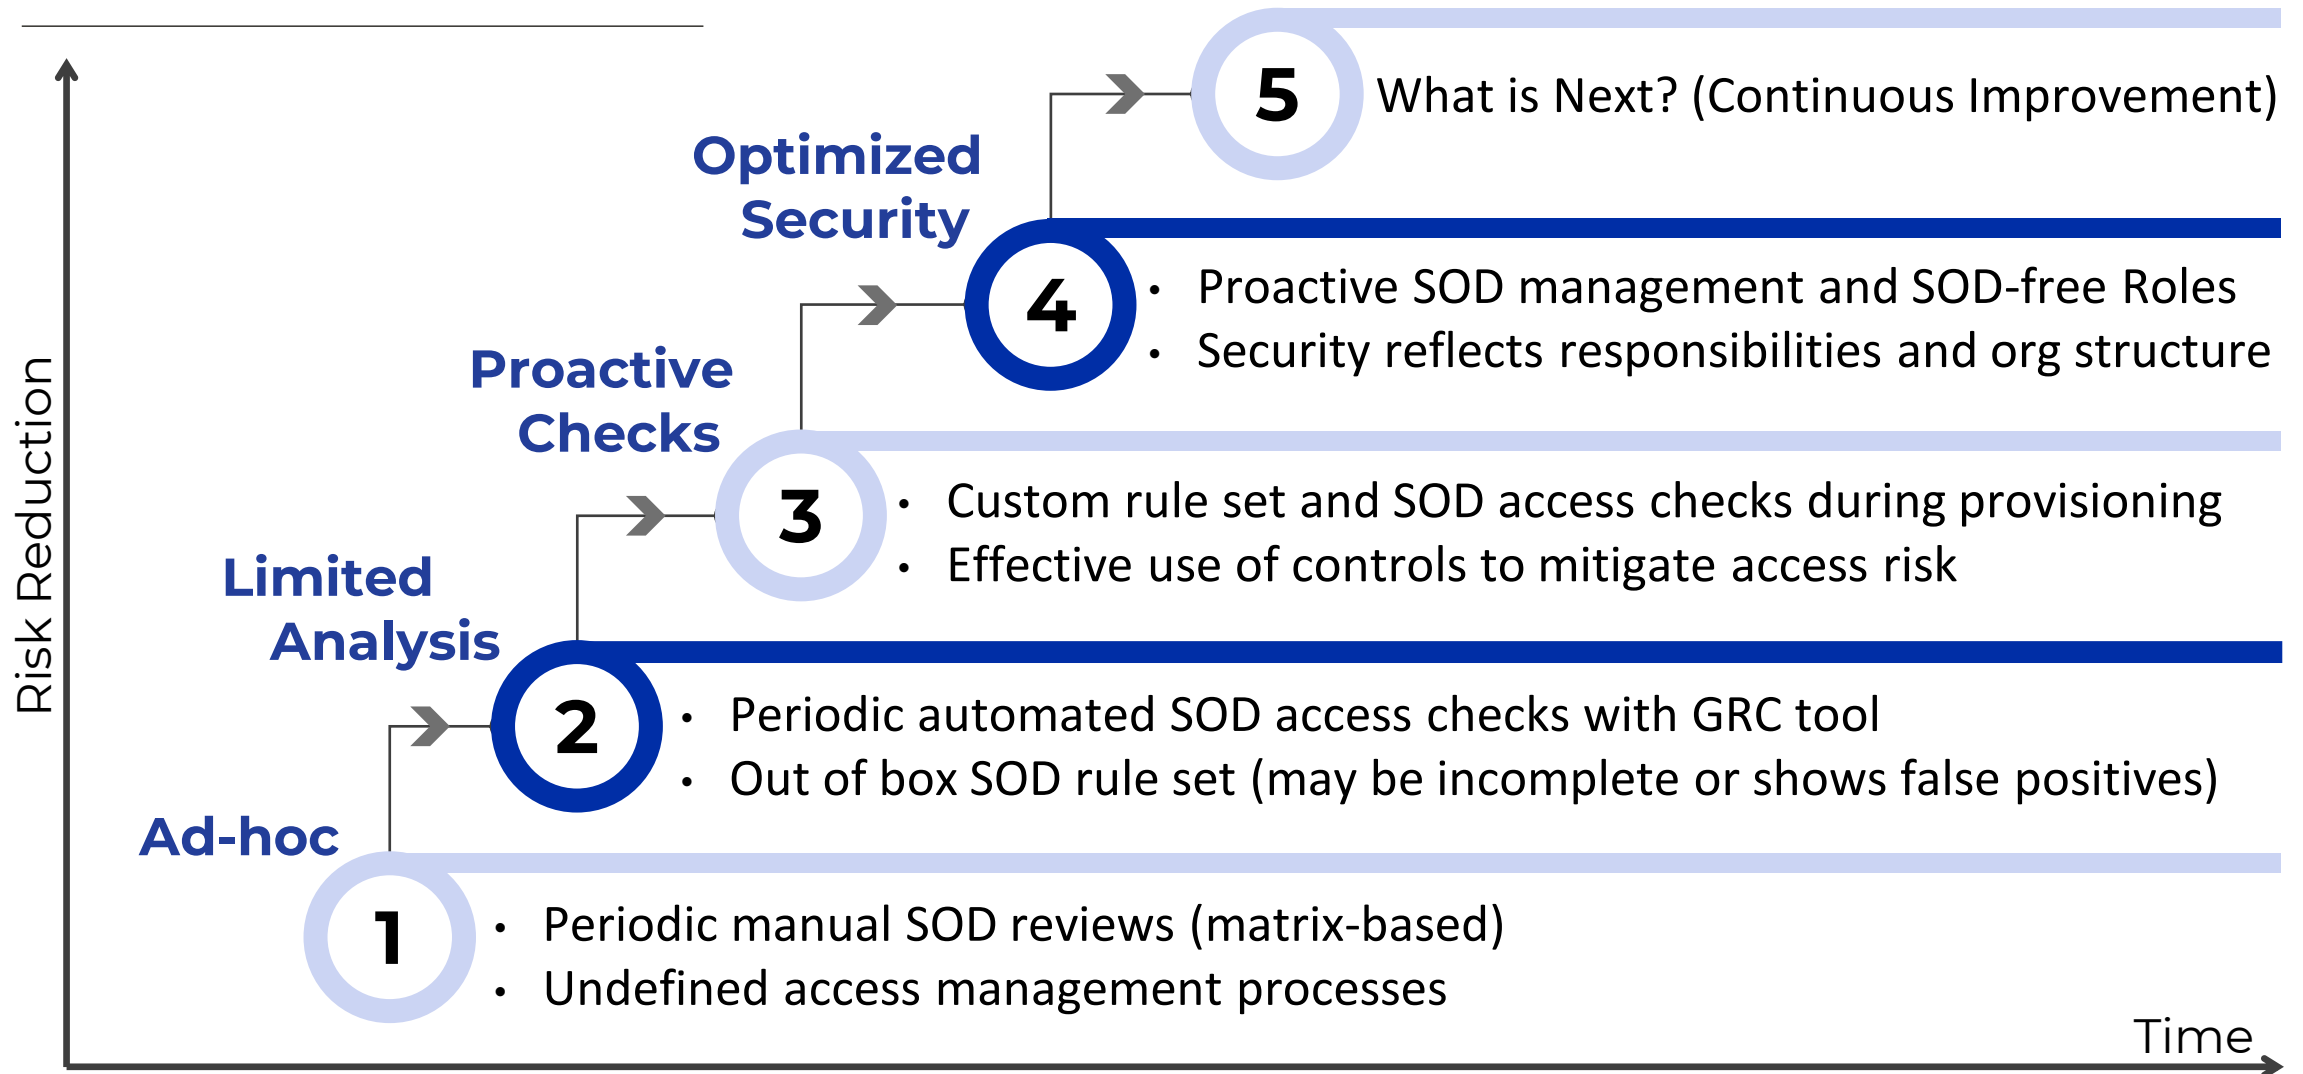 5
What is Next? (Continuous Improvement)
Optimized
Security
4
• Proactive SOD management and SOD-free Roles
• Security reflects responsibilities and org structure
Proactive
Checks
3
• Custom rule set and SOD access checks during provisioning
• Effective use of controls to mitigate access risk
Limited
Analysis
2
• Periodic automated SOD access checks with GRC tool
• Out of box SOD rule set (may be incomplete or shows false positives)
Ad-hoc
1
• Periodic manual SOD reviews (matrix-based)
• Undefined access management processes
Risk Reduction
Time